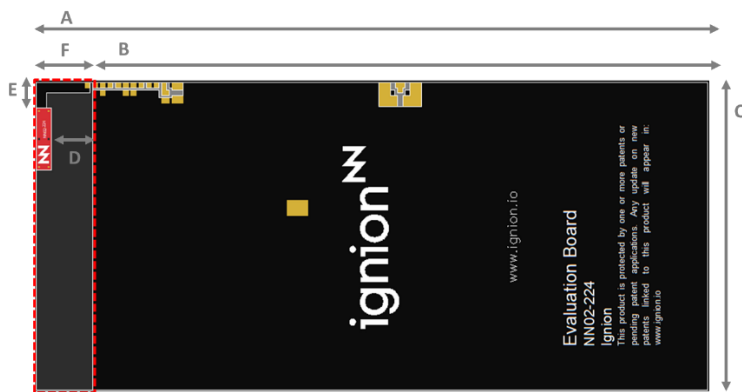 A
F
B
E
C
D
ignion
www.ignion.io
Evaluation Board
NN02-224
Ignion
This product is protected by one or more patents or
pending patent applications. Any update on new
patents linked to this product will appear in:
www.ignion.io